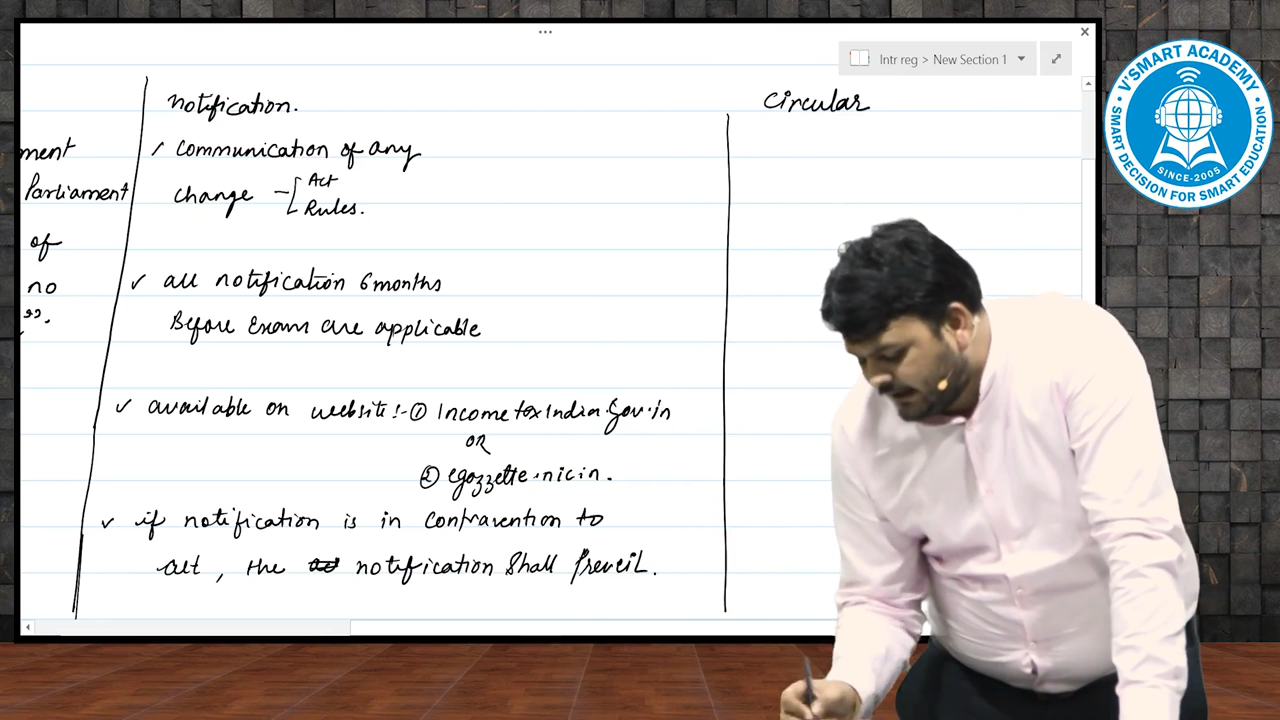 Intr reg > New Section 1
notification.
ment
✓ communication of any
Parliament
change
Act
Rules.
of
no
ss.
✓ all notification 6 months
Before Exam are applicable
✓ available on website :- ① Incometaxindia.Gov.in
OR
② egazzette.nic.in.
✓ if notification is in contravention to
act, the notification shall preveil.
Circular
V'SMART ACADEMY
SINCE-2005
SMART DECISION FOR SMART EDUCATION